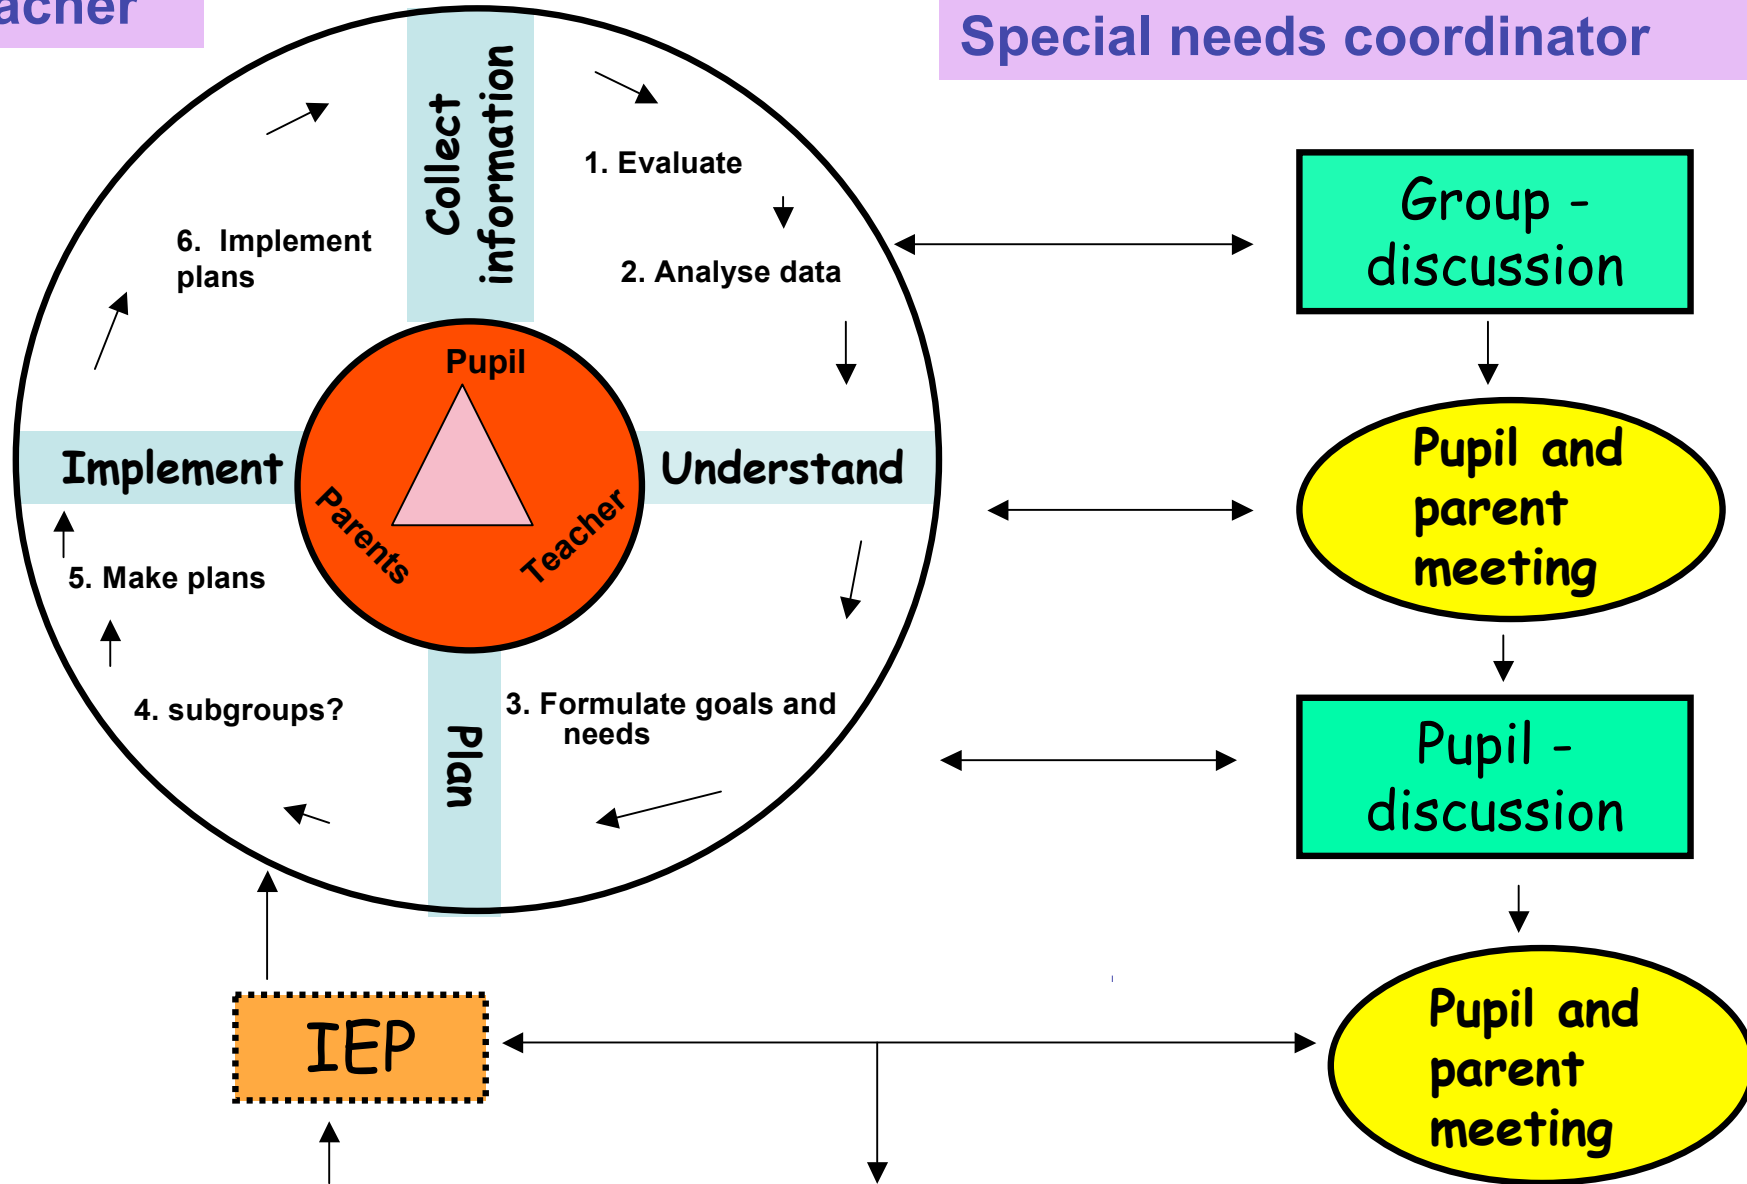 Special needs coordinator
Collect
information
1. Evaluate
2. Analyse data
6. Implement
plans
Pupil
Parents
Teacher
Implement
Understand
5. Make plans
4. subgroups?
3. Formulate goals and
needs
Plan
IEP
Group -
discussion
Pupil and
parent
meeting
Pupil -
discussion
Pupil and
parent
meeting